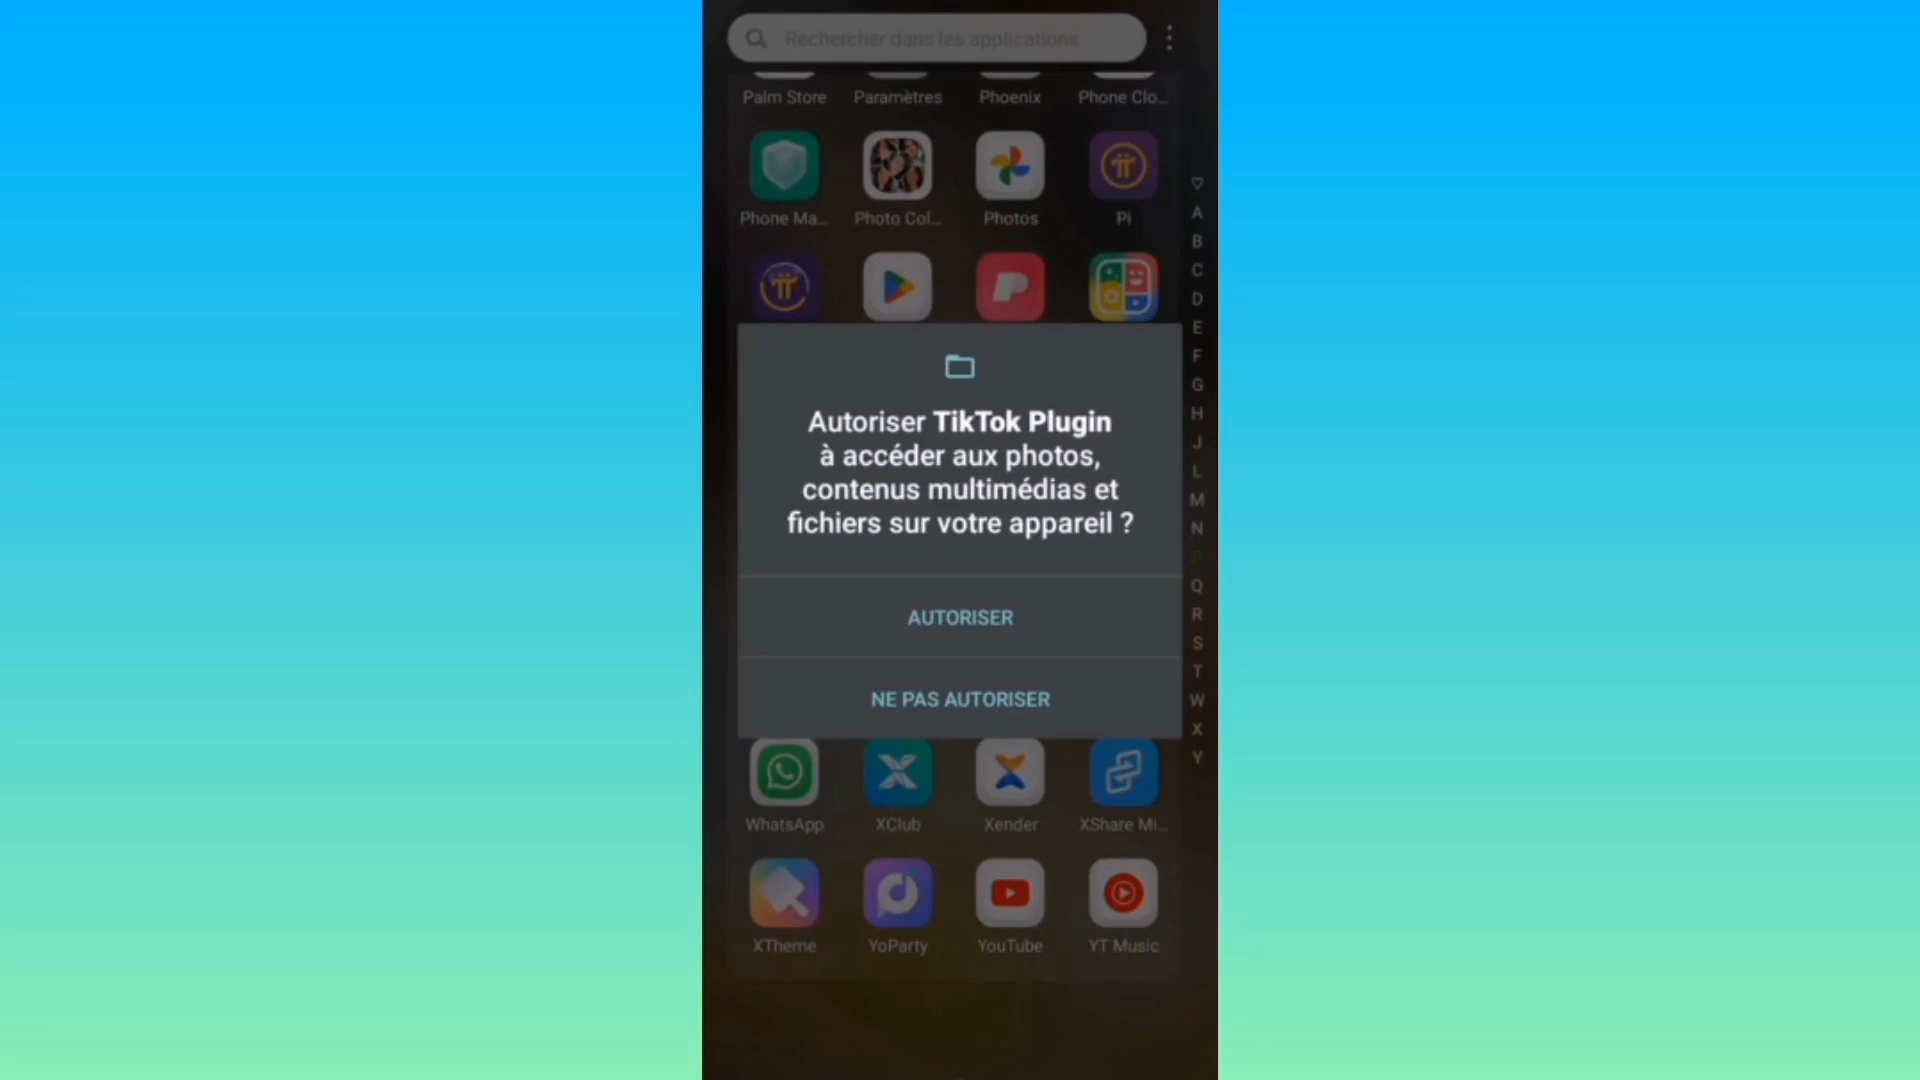 Rechercher dans les applications
Palm Store Paramètres Phoenix Phone Clo...
Phone Ma... Photo Col... Photos Pi
Autoriser TikTok Plugin
à accéder aux photos,
contenus multimédias et
fichiers sur votre appareil ?
AUTORISER
NE PAS AUTORISER
WhatsApp XClub Xender XShare Mi...
XTheme YoParty YouTube YT Music
A
B
C
D
E
F
G
H
J
L
M
N
P
Q
R
S
T
W
X
Y